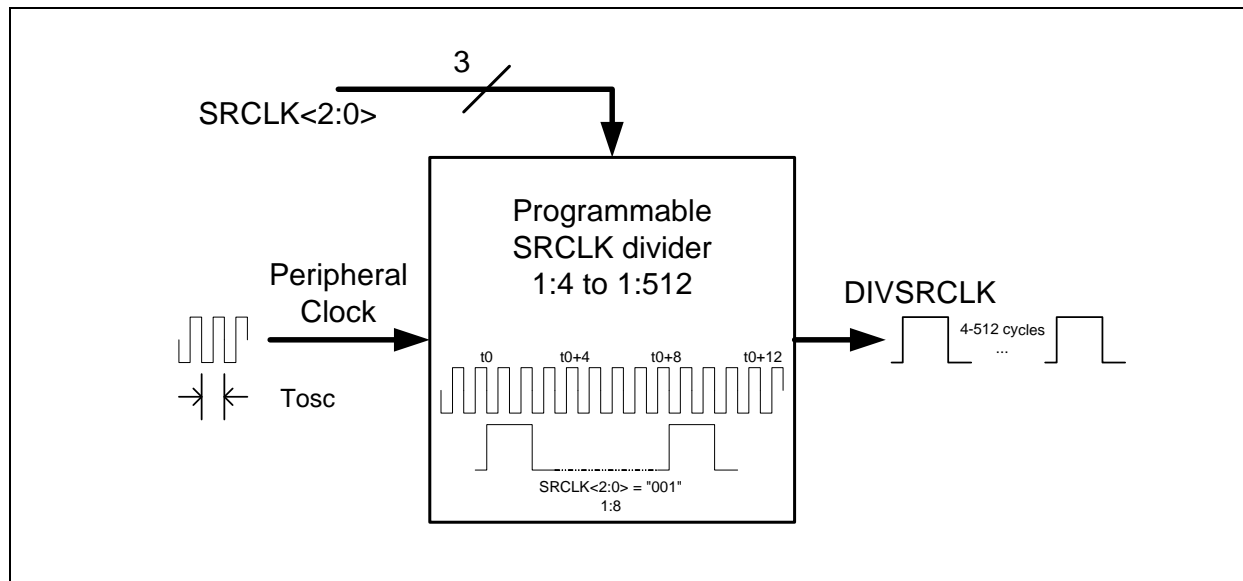 3
SRCLK<2:0>
Programmable
SRCLK divider
1:4 to 1:512
Peripheral
Clock
DIVSRCLK
4-512 cycles
...
t0 t0+4 t0+8 t0+12
Tosc
SRCLK<2:0> = "001"
1:8